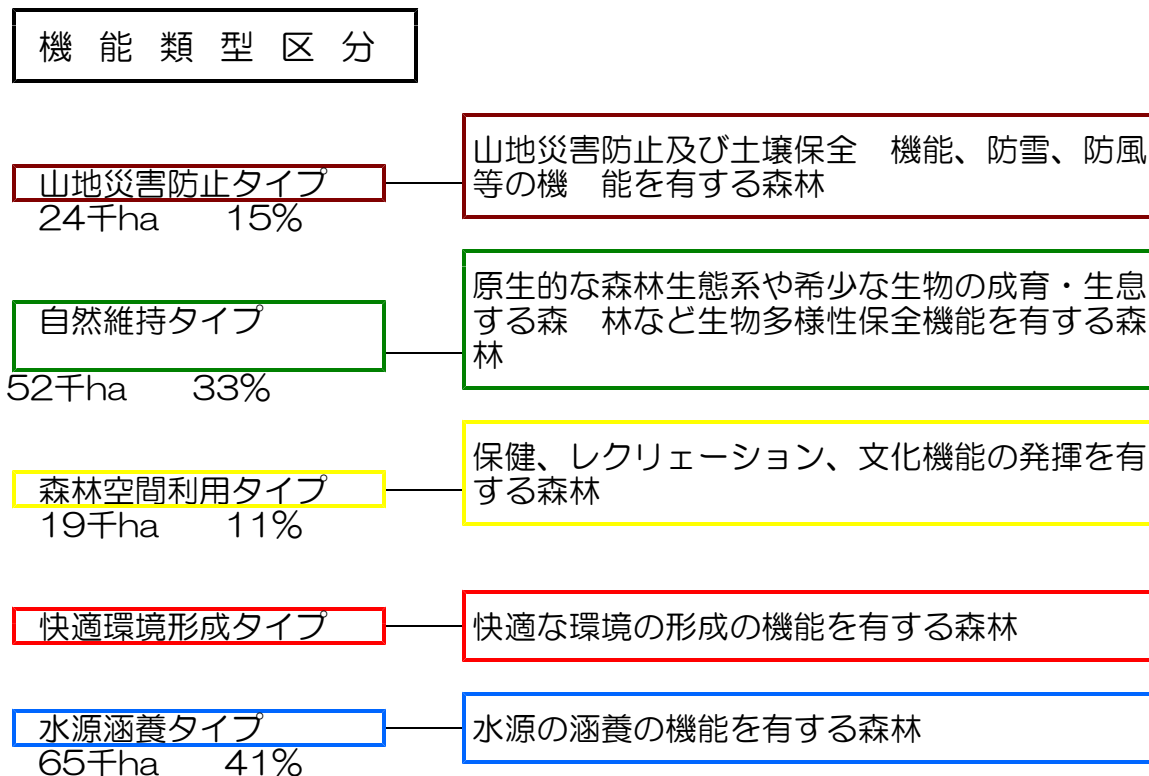 機能類型区分
山地災害防止タイプ
24千ha　15%
山地災害防止及び土壌保全　機能、防雪、防風
等の機　能を有する森林
自然維持タイプ
52千ha　33%
原生的な森林生態系や希少な生物の成育・生息
する森　林など生物多様性保全機能を有する森
林
森林空間利用タイプ
19千ha　11%
保健、レクリェーション、文化機能の発揮を有
する森林
快適環境形成タイプ
快適な環境の形成の機能を有する森林
水源涵養タイプ
65千ha　41%
水源の涵養の機能を有する森林